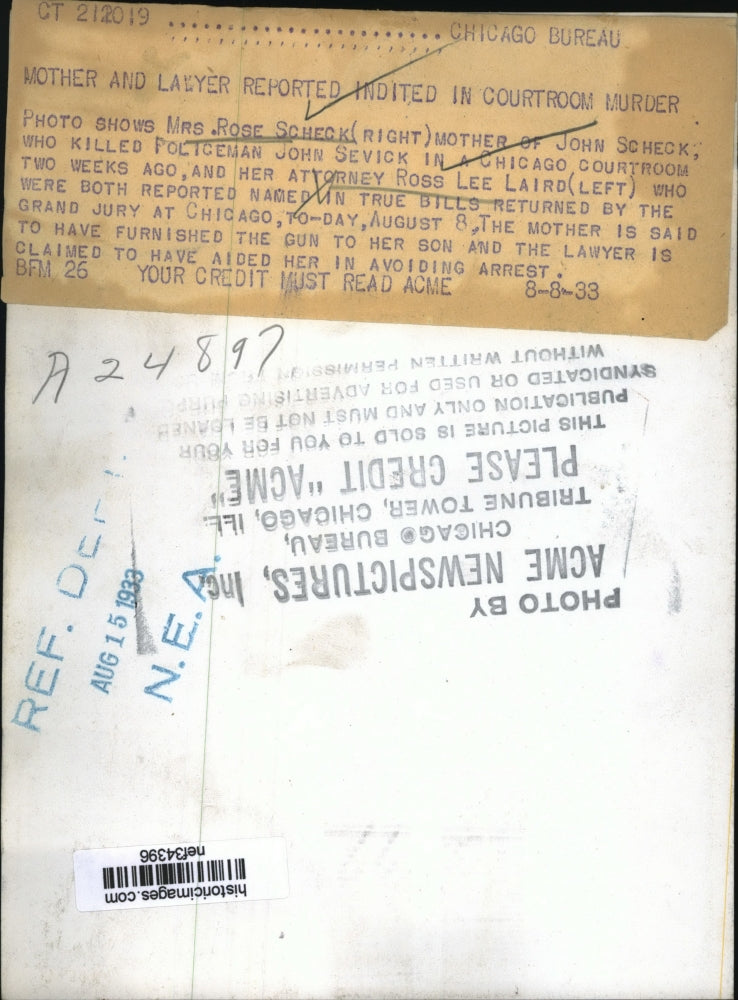 CT 212019 ........................ CHICAGO BUREAU
MOTHER AND LAWYER REPORTED INDITED IN COURTROOM MURDER
PHOTO SHOWS MRS.ROSE SCHECK(RIGHT)MOTHER OF JOHN SCHECK,
WHO KILLED POLICEMAN JOHN SEVICK IN A CHICAGO COURTROOM
TWO WEEKS AGO,AND HER ATTORNEY ROSS LEE LAIRD(LEFT) WHO
WERE BOTH REPORTED NAMED IN TRUE BILLS RETURNED BY THE
GRAND JURY AT CHICAGO,TO-DAY,AUGUST 8,THE MOTHER IS SAID
TO HAVE FURNISHED THE GUN TO HER SON AND THE LAWYER IS
CLAIMED TO HAVE AIDED HER IN AVOIDING ARREST.
BFM 26 YOUR CREDIT MUST READ ACME 8-8-33
A 24897
PHOTO BY
ACME NEWSPICTURES, Inc.
CHICAGO BUREAU,
TRIBUNE TOWER, CHICAGO, ILL.
PLEASE CREDIT "ACME"
THIS PICTURE IS SOLD TO YOU FOR YOUR
PUBLICATION ONLY AND MUST NOT BE LOANED
SYNDICATED OR USED FOR ADVERTISING
WITHOUT WRITTEN PERMISSION
REF. DEPT.
AUG 15 1933
N.E.A.
historicimages.com
nef34396